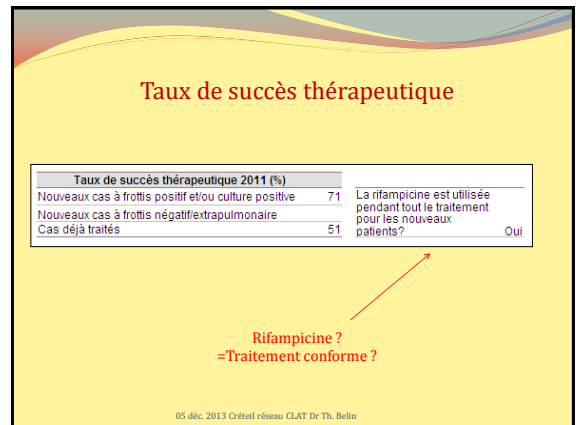 Taux de succès thérapeutique
Taux de succès thérapeutique 2011 (%)
Nouveaux cas à frottis positif et/ou culture positive 71
Nouveaux cas à frottis négatif/extrapulmonaire
Cas déjà traités 51
La rifampicine est utilisée
pendant tout le traitement
pour les nouveaux
patients? Oui
Rifampicine ?
=Traitement conforme ?
05 déc. 2013 Créteil réseau CLAT Dr Th. Belin